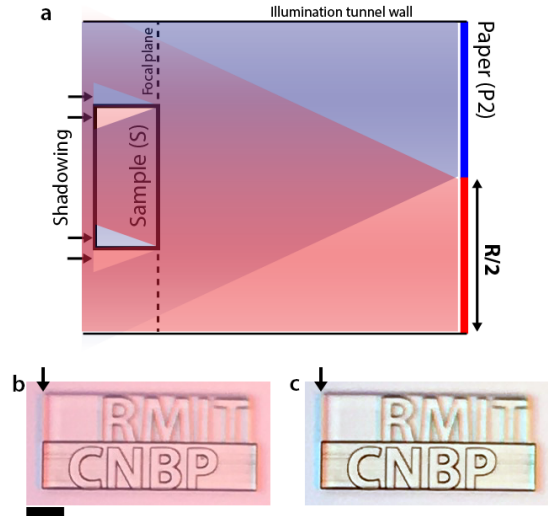 a
Illumination tunnel wall
Focal plane
Paper (P2)
Shadowing
Sample (S)
R/2
b
RMIT
CNBP
c
RMIT
CNBP